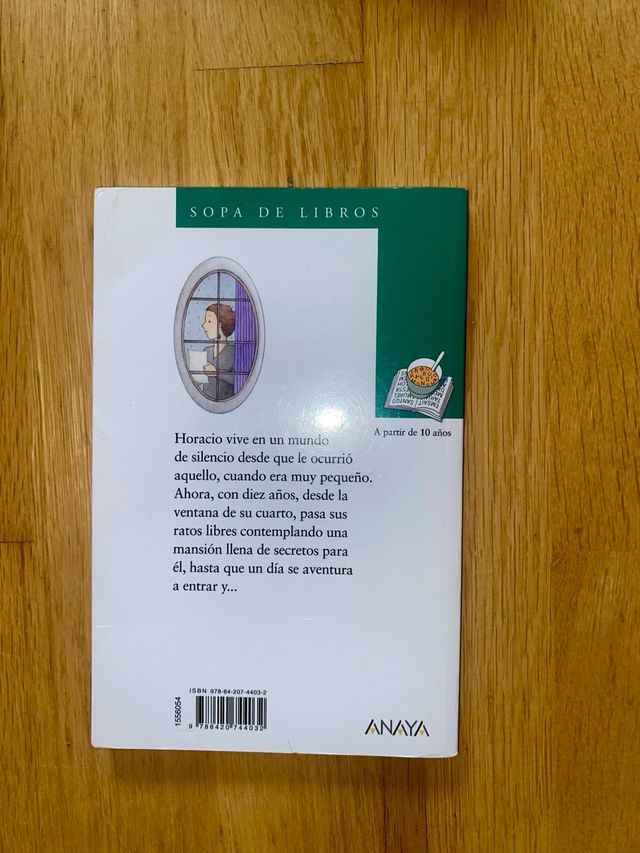 SOPA DE LIBROS
A partir de 10 años
Horacio vive en un mundo
de silencio desde que le ocurrió
aquello, cuando era muy pequeño.
Ahora, con diez años, desde la
ventana de su cuarto, pasa sus
ratos libres contemplando una
mansión llena de secretos para
él, hasta que un día se aventura
a entrar y...
ISBN 978-84-207-4403-2
1556054
9 788420 744032
ANAYA